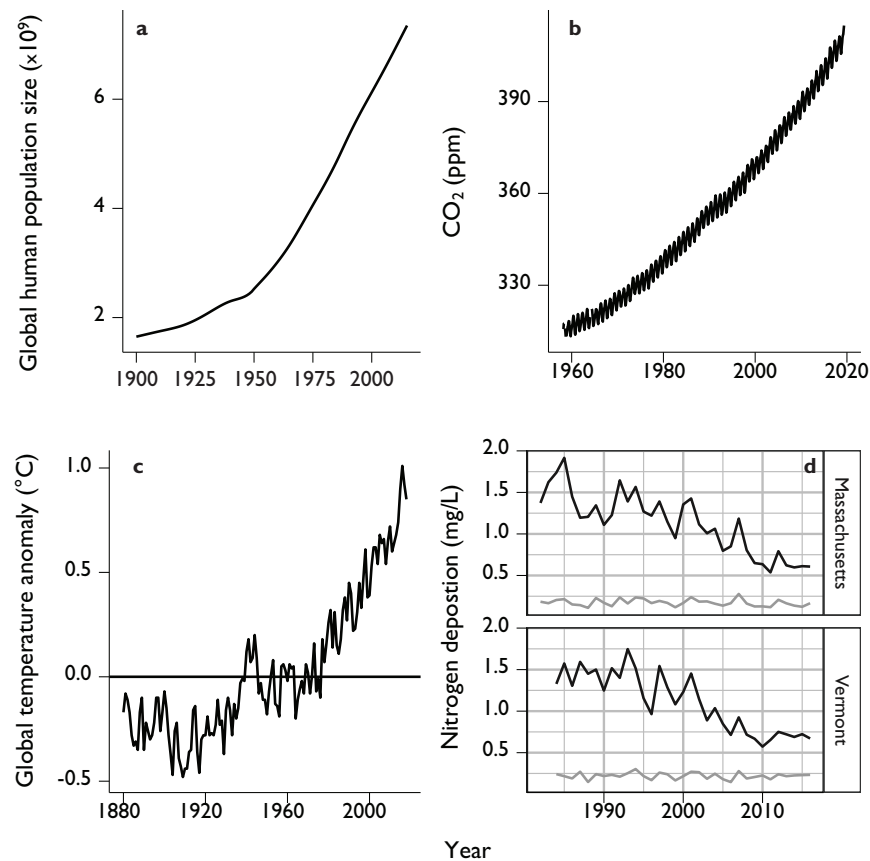 a
Global human population size (×10⁹)
6
4
2
1900 1925 1950 1975 2000
b
CO₂ (ppm)
390
360
330
1960 1980 2000 2020
c
Global temperature anomaly (°C)
1.0
0.5
0.0
-0.5
1880 1920 1960 2000
d
Nitrogen depostion (mg/L)
2.0
1.5
1.0
0.5
Massachusetts
2.0
1.5
1.0
0.5
Vermont
1990 2000 2010
Year